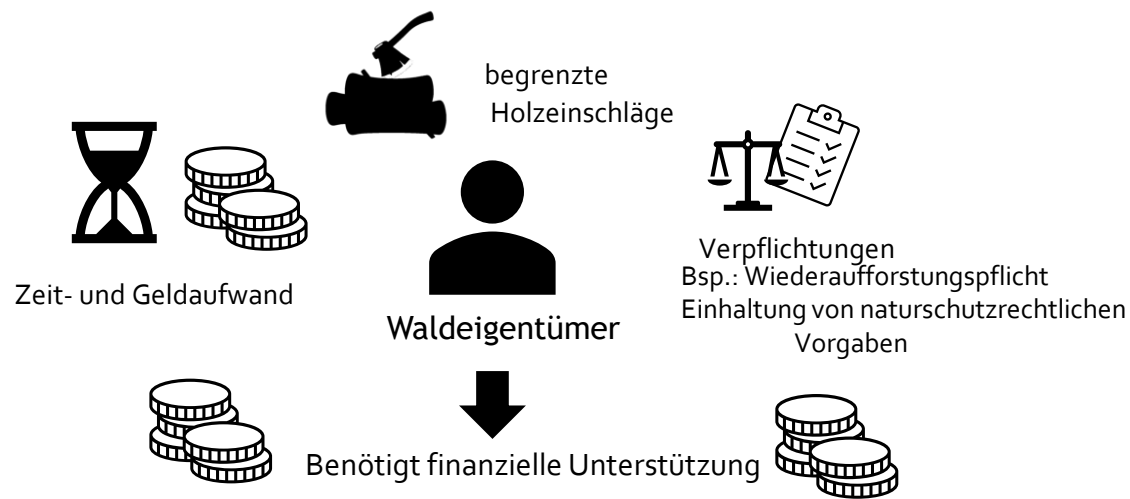 begrenzte
Holzeinschläge
Zeit- und Geldaufwand
Waldeigentümer
Verpflichtungen
Bsp.: Wiederaufforstungspflicht
Einhaltung von naturschutzrechtlichen
Vorgaben
Benötigt finanzielle Unterstützung